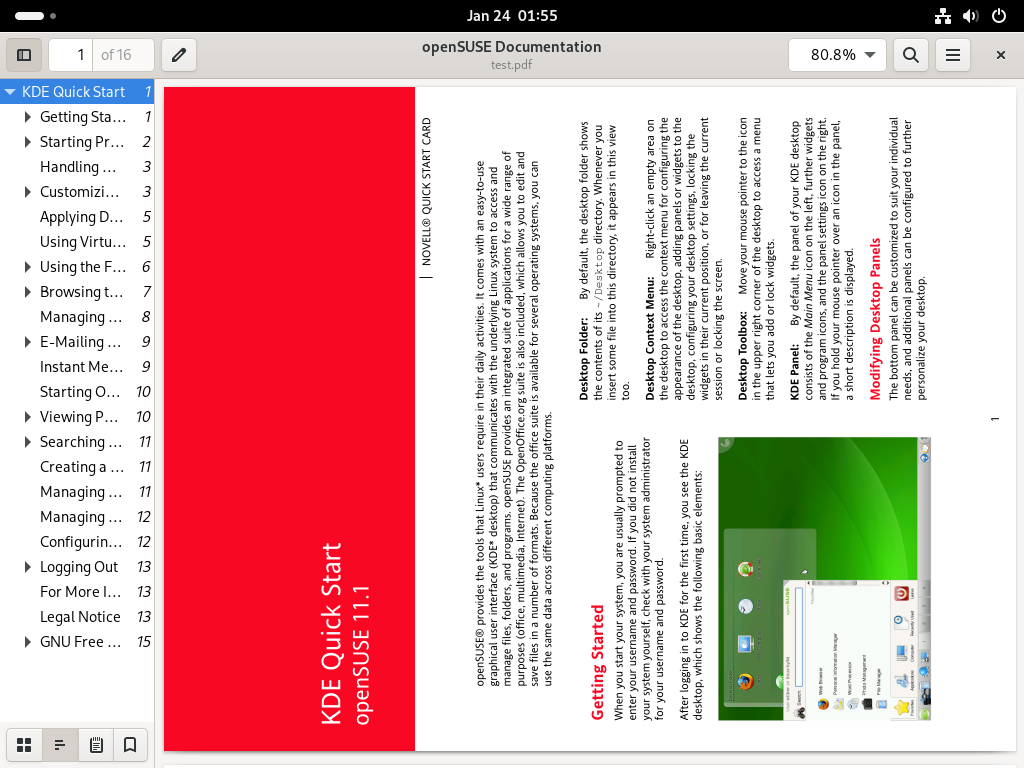 Jan 24  01:55
1 of 16
openSUSE Documentation
test.pdf
80.8%
KDE Quick Start 1
Getting Sta... 1
Starting Pr... 2
Handling ... 3
Customizi... 3
Applying D... 5
Using Virtu... 5
Using the F... 6
Browsing t... 7
Managing ... 8
E-Mailing ... 9
Instant Me... 9
Starting O... 10
Viewing P... 10
Searching ... 11
Creating a ... 11
Managing ... 11
Managing ... 12
Configurin... 12
Logging Out 13
For More I... 13
Legal Notice 13
GNU Free ... 15
KDE Quick Start
openSUSE 11.1
| NOVELL® QUICK START CARD
openSUSE® provides the tools that Linux* users require in their daily activities. It comes with an easy-to-use
graphical user interface (KDE* desktop) that communicates with the underlying Linux system to access and
manage files, folders, and programs. openSUSE provides an integrated suite of applications for a wide range of
purposes (office, multimedia, Internet). The OpenOffice.org suite is also included, which allows you to edit and
save files in a number of formats. Because the office suite is available for several operating systems, you can
use the same data across different computing platforms.
Getting Started
When you start your system, you are usually prompted to
enter your username and password. If you did not install
your system yourself, check with your system administrator
for your username and password.
After logging in to KDE for the first time, you see the KDE
desktop, which shows the following basic elements:
openSUSE
Search:
Favorites
Web Browser
Personal Information Manager
Word Processor
Photo Management
File Manager
Favorites
Applications
Computer
Recently Used
Leave
Desktop Folder: By default, the desktop folder shows
the contents of its ~/Desktop directory. Whenever you
insert some file into this directory, it appears in this view
too.
Desktop Context Menu: Right-click an empty area on
the desktop to access the context menu for configuring the
appearance of the desktop, adding panels or widgets to the
desktop, configuring your desktop settings, locking the
widgets in their current position, or for leaving the current
session or locking the screen.
Desktop Toolbox: Move your mouse pointer to the icon
in the upper right corner of the desktop to access a menu
that lets you add or lock widgets.
KDE Panel: By default, the panel of your KDE desktop
consists of the Main Menu icon on the left, further widgets
and program icons, and the panel settings icon on the right.
If you hold your mouse pointer over an icon in the panel,
a short description is displayed.
Modifying Desktop Panels
The bottom panel can be customized to suit your individual
needs, and additional panels can be configured to further
personalize your desktop.
1